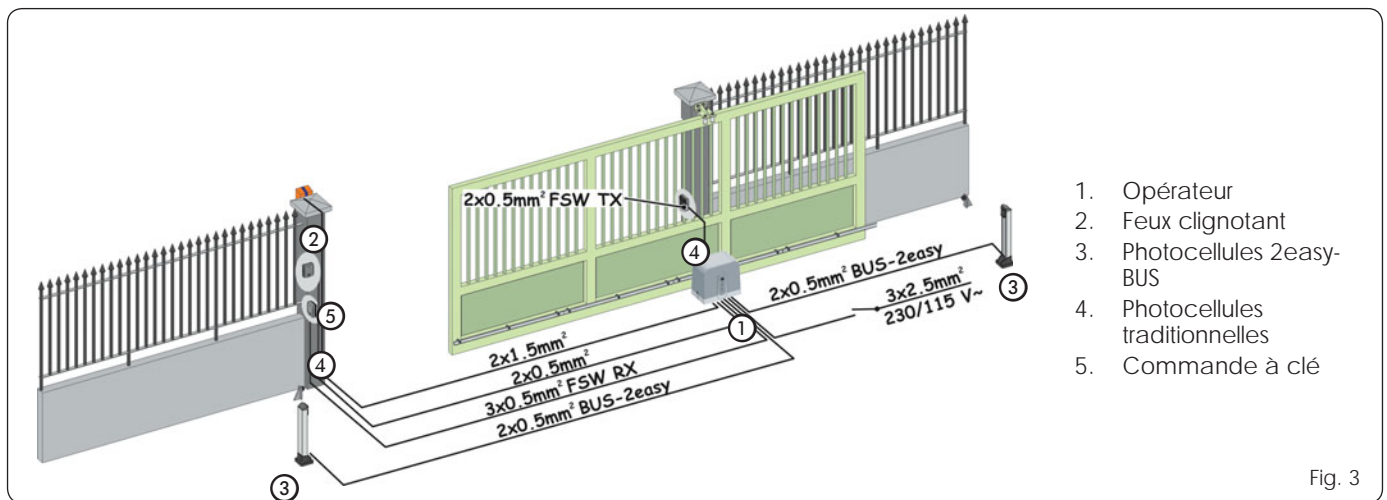 2x0.5mm² FSW TX
2
4
2x0.5mm² BUS-2easy
3
3x2.5mm²
230/115 V~
5
1
4
2x1.5mm²
2x0.5mm²
3x0.5mm² FSW RX
2x0.5mm² BUS-2easy
3
1. Opérateur
2. Feux clignotant
3. Photocellules 2easy-
BUS
4. Photocellules
traditionnelles
5. Commande à clé
Fig. 3